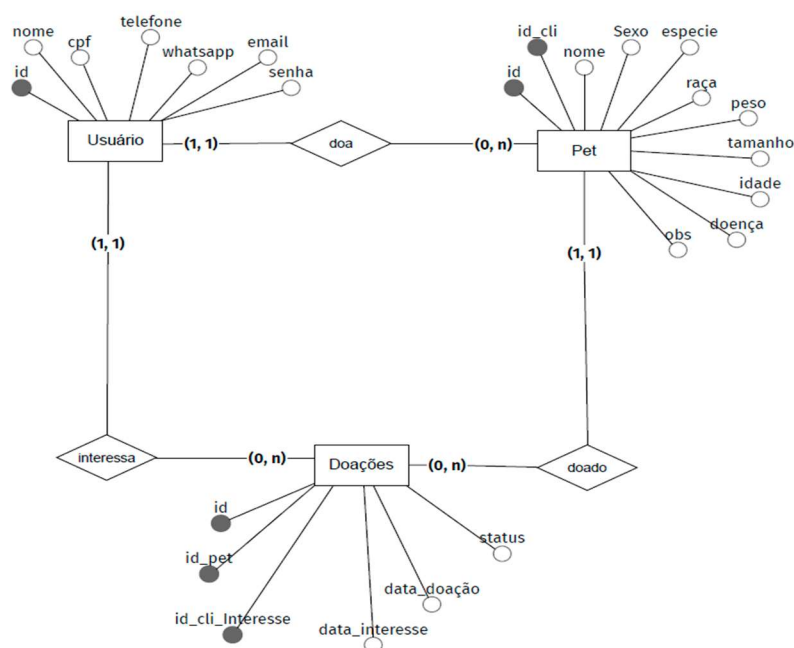 telefone
id_cli
Sexo
especie
nome
cpf
whatsapp
email
nome
id
senha
id
raça
peso
Usuário
(1, 1)
doa
(0, n)
Pet
tamanho
idade
doença
obs
(1, 1)
(1, 1)
interessa
(0, n)
Doações
(0, n)
doado
id
status
id_pet
data_doação
id_cli_Interesse
data_interesse